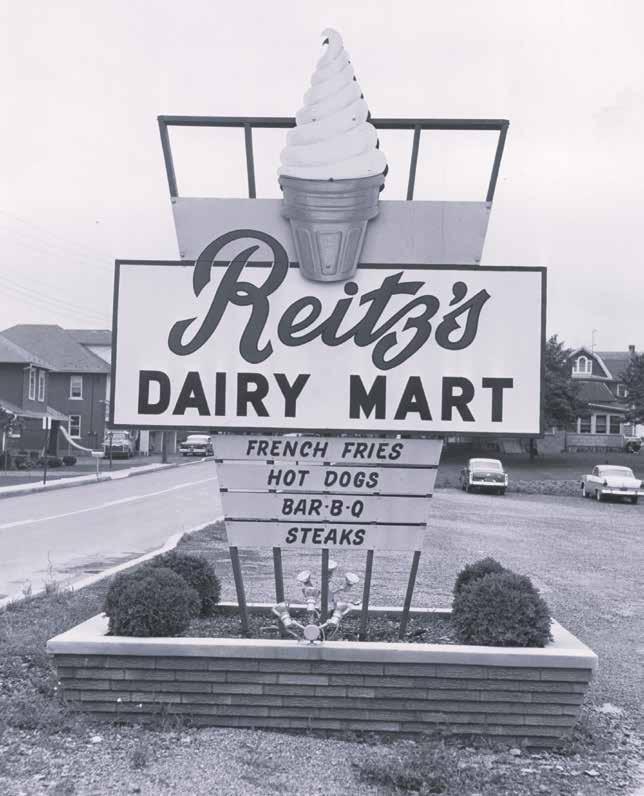 Reitz's
DAIRY MART
FRENCH FRIES
HOT DOGS
BAR-B-Q
STEAKS